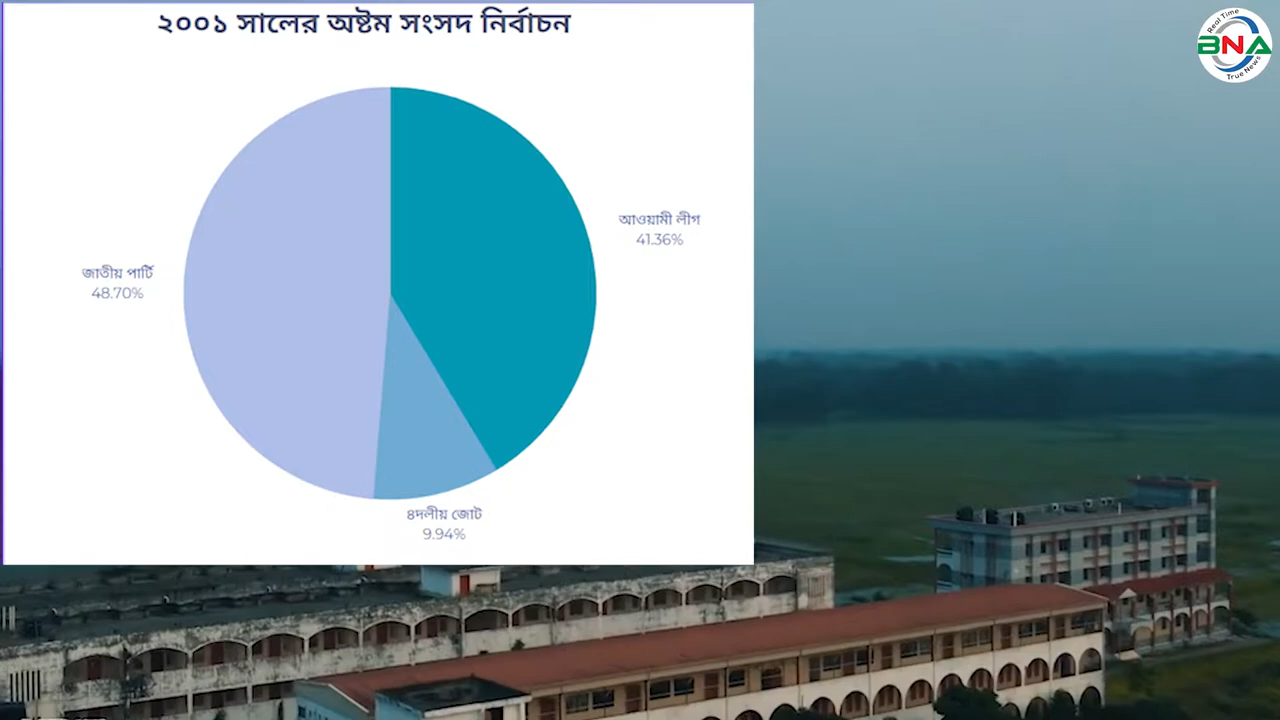 ২০০১ সালের অষ্টম সংসদ নির্বাচন
আওয়ামী লীগ
41.36%
জাতীয় পার্টি
48.70%
৪দলীয় জোট
9.94%
Real Time
BNA
True News